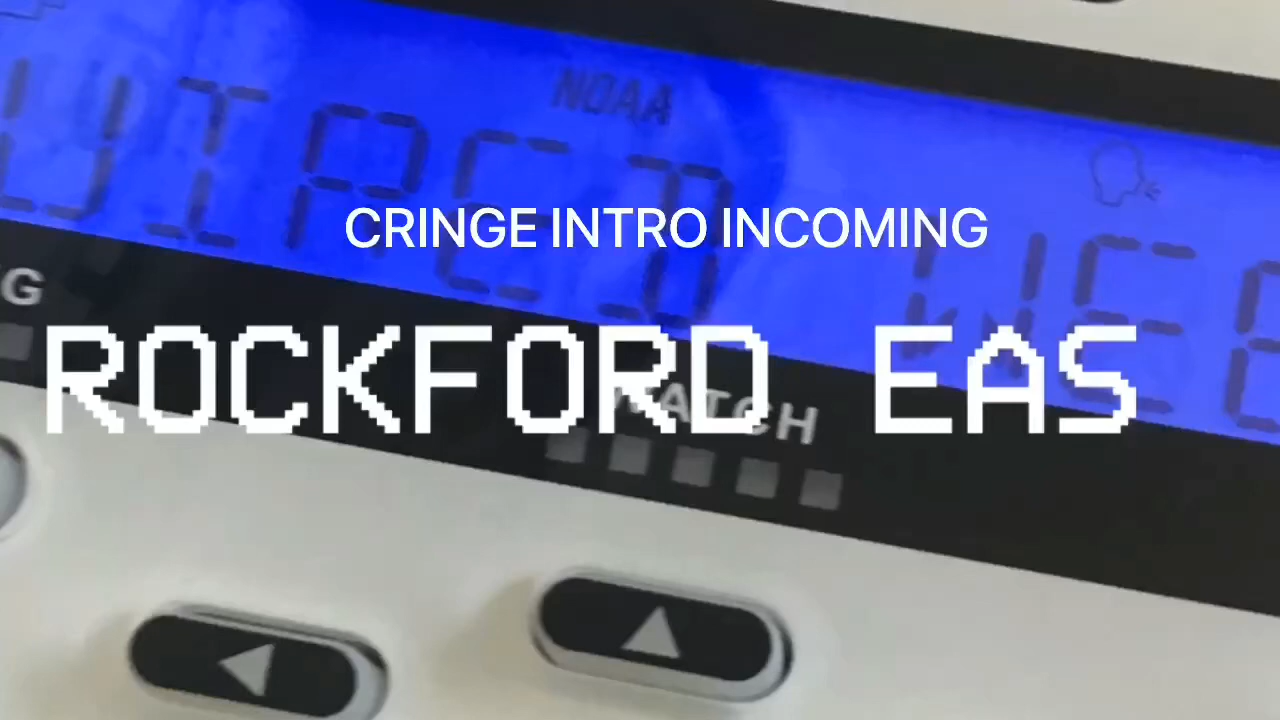 NOAA
CRINGE INTRO INCOMING
G
ROCKFORD EAS
WATCH